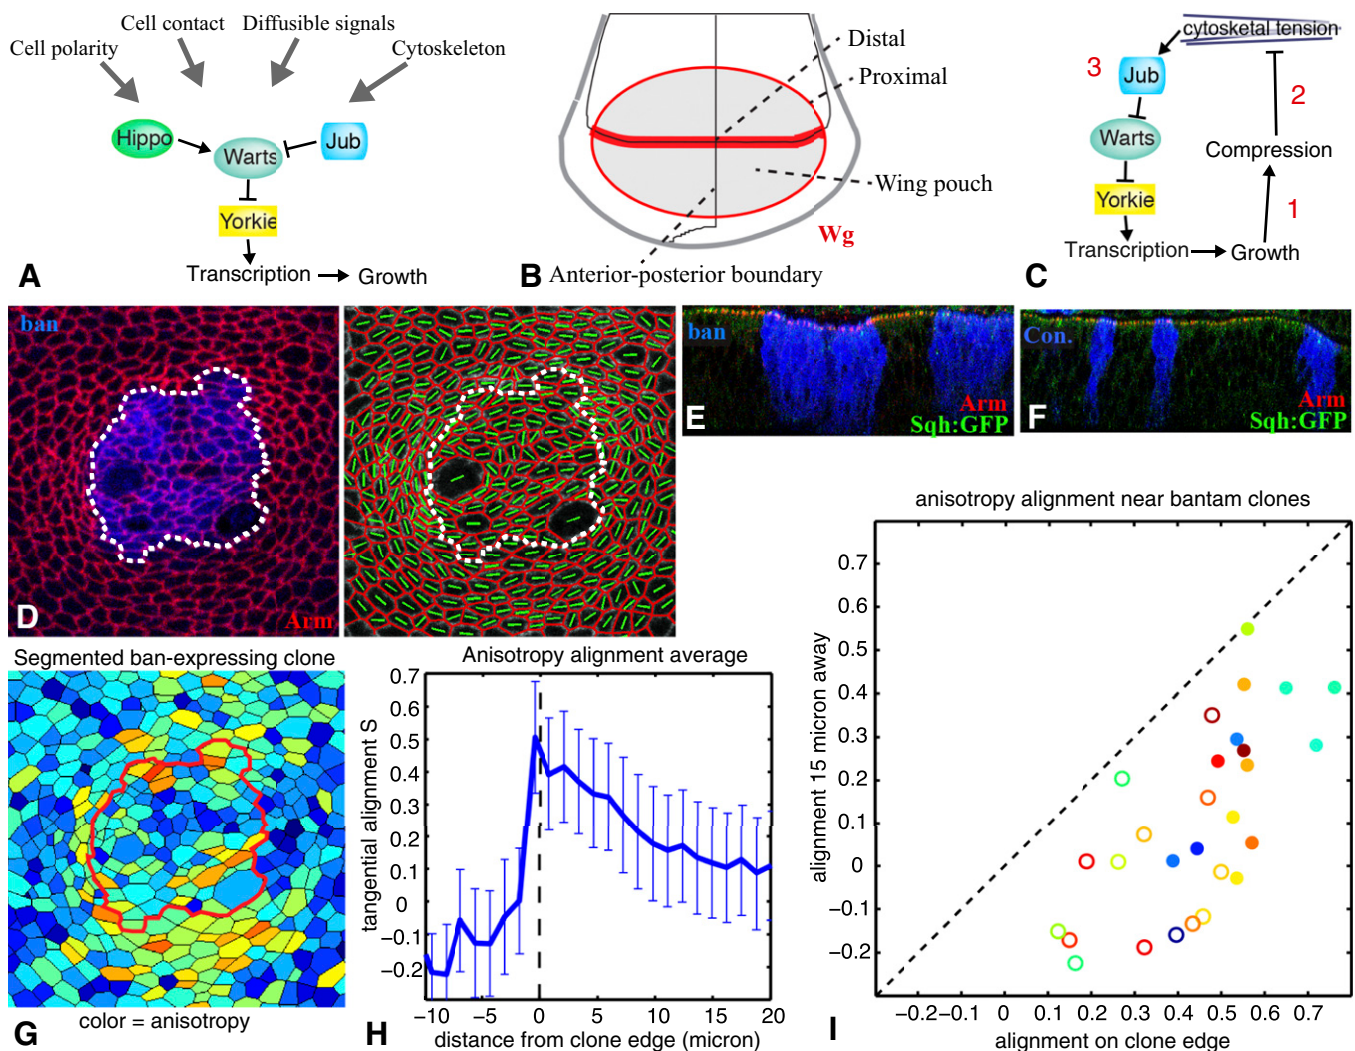 Cell polarity
Cell contact
Diffusible signals
Cytoskeleton
Hippo
Warts
Jub
Yorkie
Transcription
Growth
A
Distal
Proximal
Wing pouch
Wg
Anterior-posterior boundary
B
cytosketal tension
3
Jub
2
Warts
Compression
Yorkie
1
Transcription
Growth
C
ban
Arm
D
ban
Arm
Sqh:GFP
E
Con.
Arm
Sqh:GFP
F
Segmented ban-expressing clone
color = anisotropy
G
Anisotropy alignment average
tangential alignment S
0.7
0.6
0.5
0.4
0.3
0.2
0.1
0
−0.1
−0.2
−10
−5
0
5
10
15
20
distance from clone edge (micron)
H
anisotropy alignment near bantam clones
alignent 15 micron away
0.7
0.6
0.5
0.4
0.3
0.2
0.1
0
−0.1
−0.2
−0.2
−0.1
0
0.1
0.2
0.3
0.4
0.5
0.6
0.7
alignment on clone edge
I